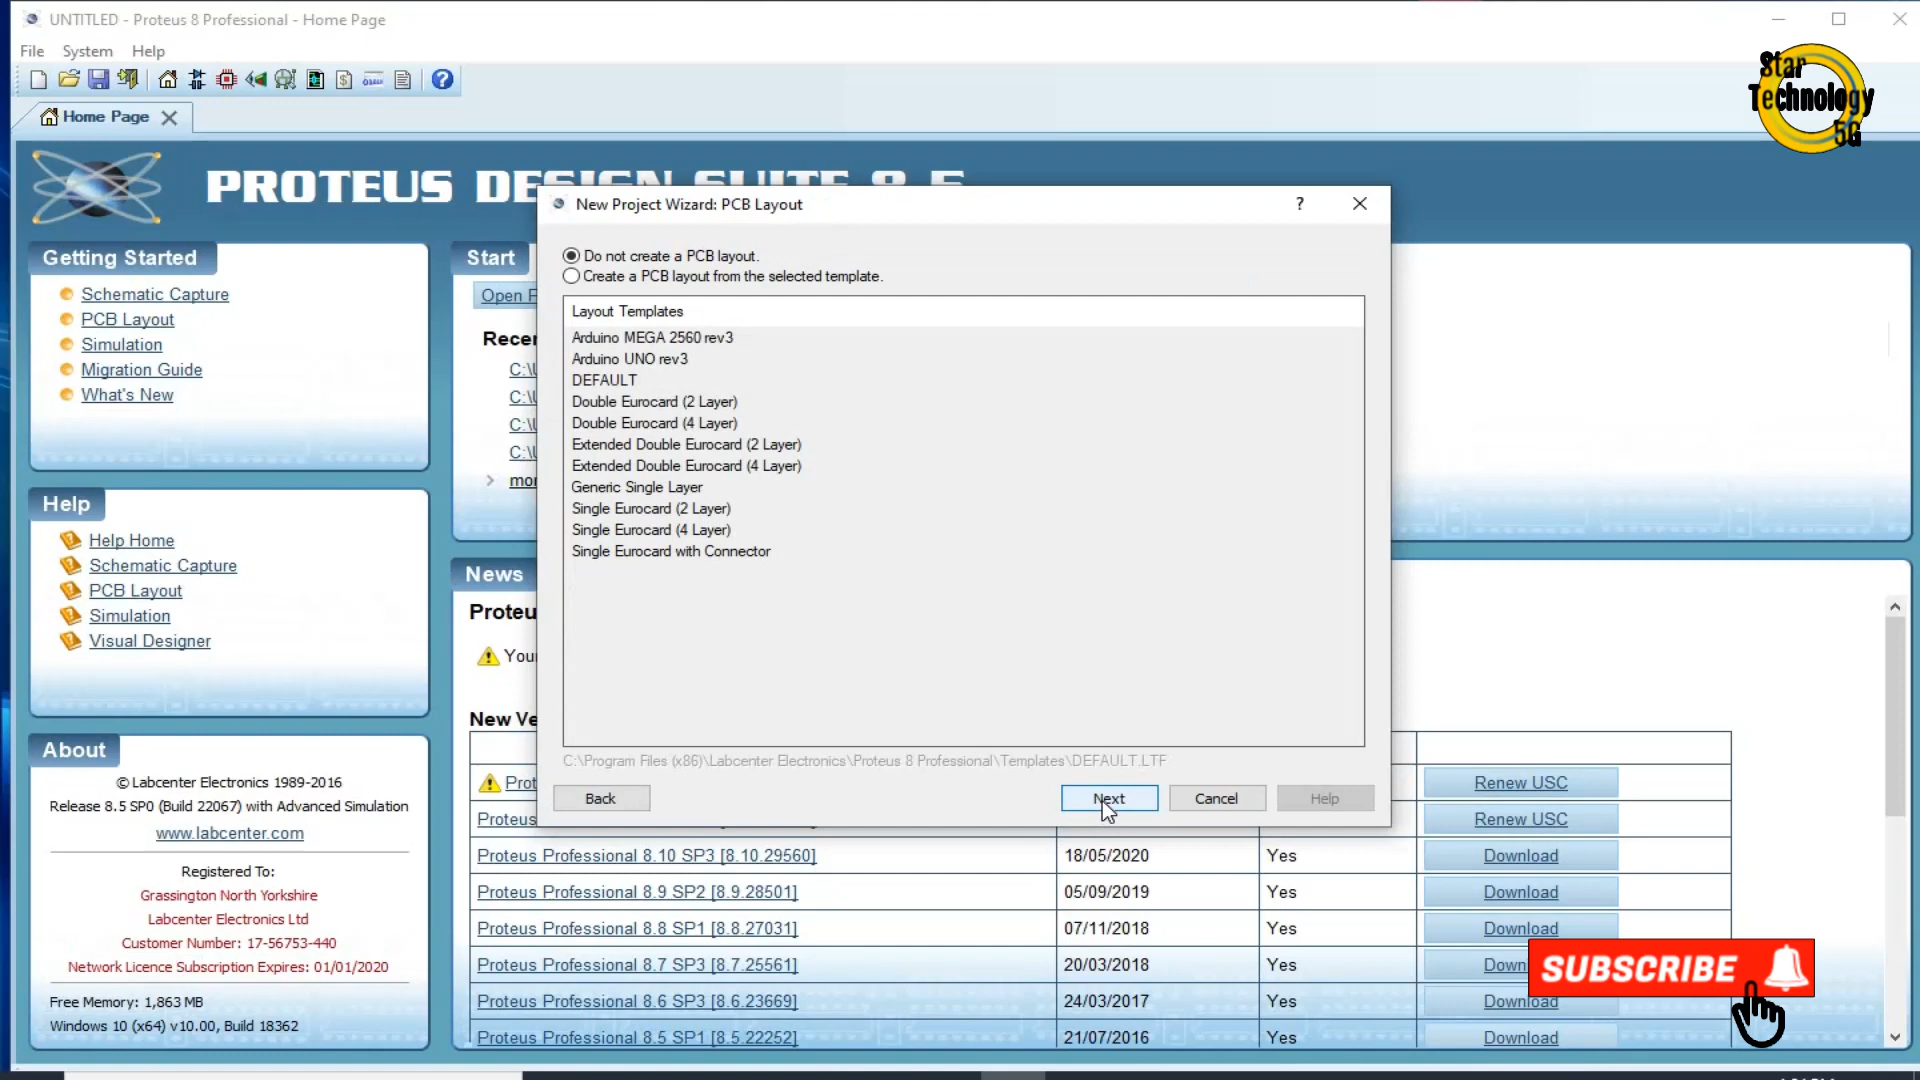 UNTITLED - Proteus 8 Professional - Home Page
File System Help
Home Page
Star
Technology
5G
PROTEUS DESIGN SUITE 8.5
New Project Wizard: PCB Layout
?
Do not create a PCB layout.
Create a PCB layout from the selected template.
Layout Templates
Arduino MEGA 2560 rev3
Arduino UNO rev3
DEFAULT
Double Eurocard (2 Layer)
Double Eurocard (4 Layer)
Extended Double Eurocard (2 Layer)
Extended Double Eurocard (4 Layer)
Generic Single Layer
Single Eurocard (2 Layer)
Single Eurocard (4 Layer)
Single Eurocard with Connector
C:\Program Files (x86)\Labcenter Electronics\Proteus 8 Professional\Templates\DEFAULT.LTF
Back
Next
Cancel
Help
Getting Started
Schematic Capture
PCB Layout
Simulation
Migration Guide
What's New
Help
Help Home
Schematic Capture
PCB Layout
Simulation
Visual Designer
About
© Labcenter Electronics 1989-2016
Release 8.5 SP0 (Build 22067) with Advanced Simulation
www.labcenter.com
Registered To:
Grassington North Yorkshire
Labcenter Electronics Ltd
Customer Number: 17-56753-440
Network Licence Subscription Expires: 01/01/2020
Free Memory: 1,863 MB
Windows 10 (x64) v10.00, Build 18362
Start
Open
News
Renew USC
Renew USC
Proteus Professional 8.10 SP3 [8.10.29560] 18/05/2020 Yes Download
Proteus Professional 8.9 SP2 [8.9.28501] 05/09/2019 Yes Download
Proteus Professional 8.8 SP1 [8.8.27031] 07/11/2018 Yes Download
Proteus Professional 8.7 SP3 [8.7.25561] 20/03/2018 Yes Down
Proteus Professional 8.6 SP3 [8.6.23669] 24/03/2017 Yes Download
Proteus Professional 8.5 SP1 [8.5.22252] 21/07/2016 Yes Download
SUBSCRIBE